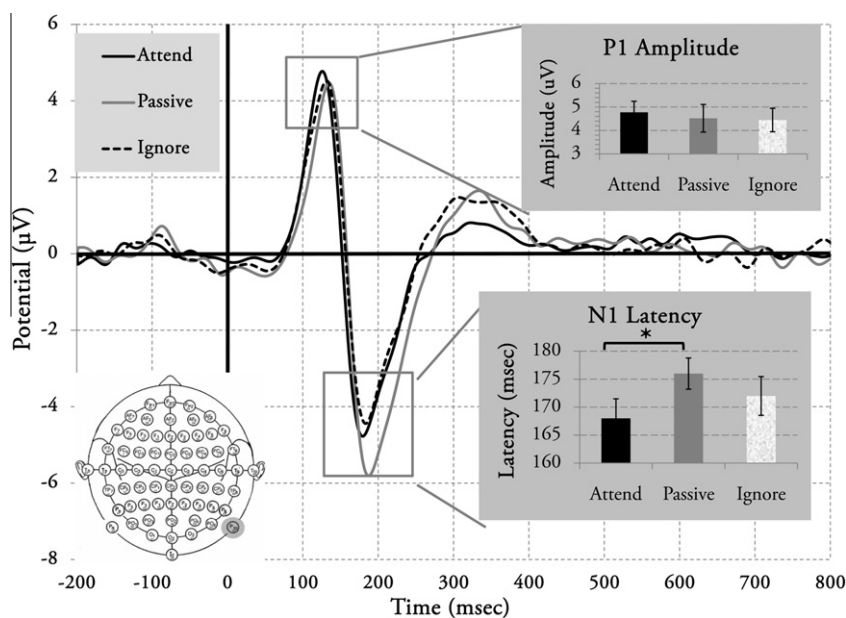 Attend
Passive
Ignore
6
4
2
0
-2
-4
-6
-8
Potential (µV)
-200
-100
0
100
200
300
400
500
600
700
800
Time (msec)
P1 Amplitude
Amplitude (uV)
6
5
4
3
Attend
Passive
Ignore
N1 Latency
*
Latency (msec)
180
175
170
165
160
Attend
Passive
Ignore